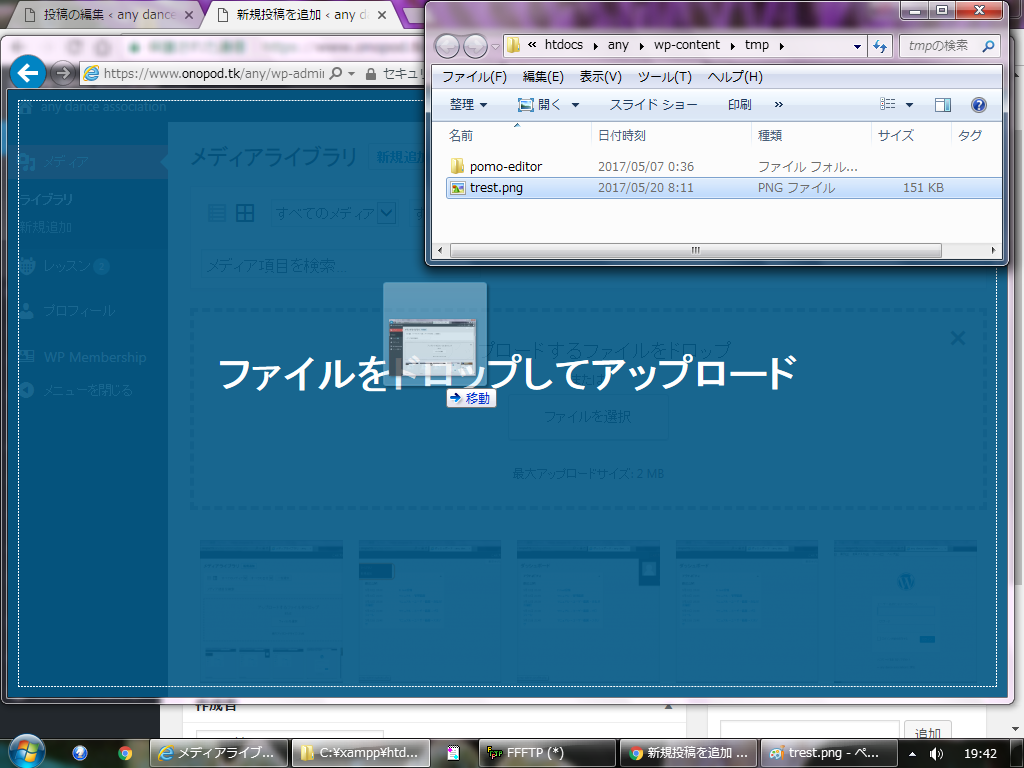 投稿の編集 ‹ any dance
新規投稿を追加 ‹ any d
https://www.onopod.tk/any/wp-admi
セキュリ
« htdocs any wp-content tmp
tmpの検索
ファイル(F) 編集(E) 表示(V) ツール(T) ヘルプ(H)
整理 開く スライド ショー 印刷 »
名前 日付時刻 種類 サイズ タグ
pomo-editor 2017/05/07 0:36 ファイル フォル...
trest.png 2017/05/20 8:11 PNG ファイル 151 KB
any dance association
メディア
ライブラリ
新規追加
レッスン 2
プロフィール
WP Membership
メニューを閉じる
メディアライブラリ 新規追加
すべてのメディア
メディア項目を検索...
プロードするファイルをドロップ
ファイルをドロップしてアップロード
移動
ファイルを選択
最大アップロードサイズ: 2 MB
作成者
追加
メディアライブ...
C:¥xampp¥htd...
FFFTP (*)
新規投稿を追加 ...
trest.png - ペ...
19:42